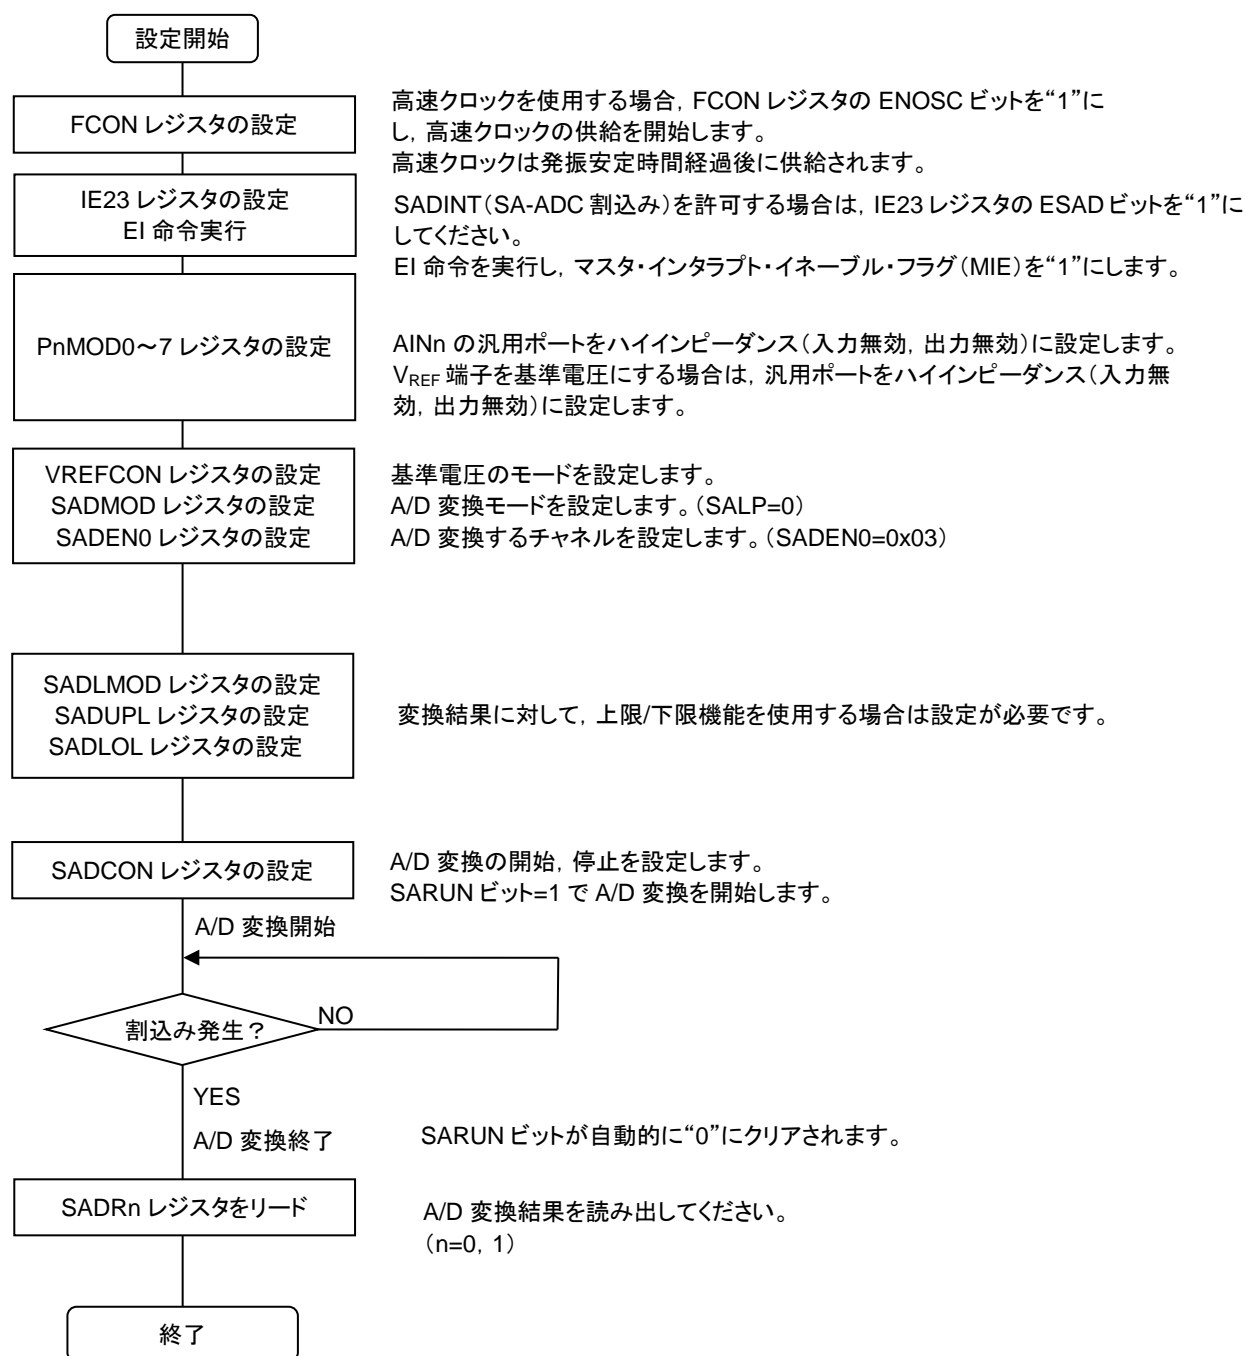 設定開始
FCON レジスタの設定
高速クロックを使用する場合，FCON レジスタの ENOSC ビットを“1”に
し，高速クロックの供給を開始します。
高速クロックは発振安定時間経過後に供給されます。
IE23 レジスタの設定
EI 命令実行
SADINT（SA-ADC 割込み）を許可する場合は，IE23 レジスタの ESAD ビットを“1”に
してください。
EI 命令を実行し，マスタ・インタラプト・イネーブル・フラグ（MIE）を“1”にします。
PnMOD0～7 レジスタの設定
AINn の汎用ポートをハイインピーダンス（入力無効，出力無効）に設定します。
VREF 端子を基準電圧にする場合は，汎用ポートをハイインピーダンス（入力無
効，出力無効）に設定します。
VREFCON レジスタの設定
SADMOD レジスタの設定
SADEN0 レジスタの設定
基準電圧のモードを設定します。
A/D 変換モードを設定します。（SALP=0）
A/D 変換するチャネルを設定します。（SADEN0=0x03）
SADLMOD レジスタの設定
SADUPL レジスタの設定
SADLOL レジスタの設定
変換結果に対して，上限/下限機能を使用する場合は設定が必要です。
SADCON レジスタの設定
A/D 変換の開始，停止を設定します。
SARUN ビット=1 で A/D 変換を開始します。
A/D 変換開始
割込み発生？
NO
YES
A/D 変換終了
SARUN ビットが自動的に“0”にクリアされます。
SADRn レジスタをリード
A/D 変換結果を読み出してください。
（n=0，1）
終了